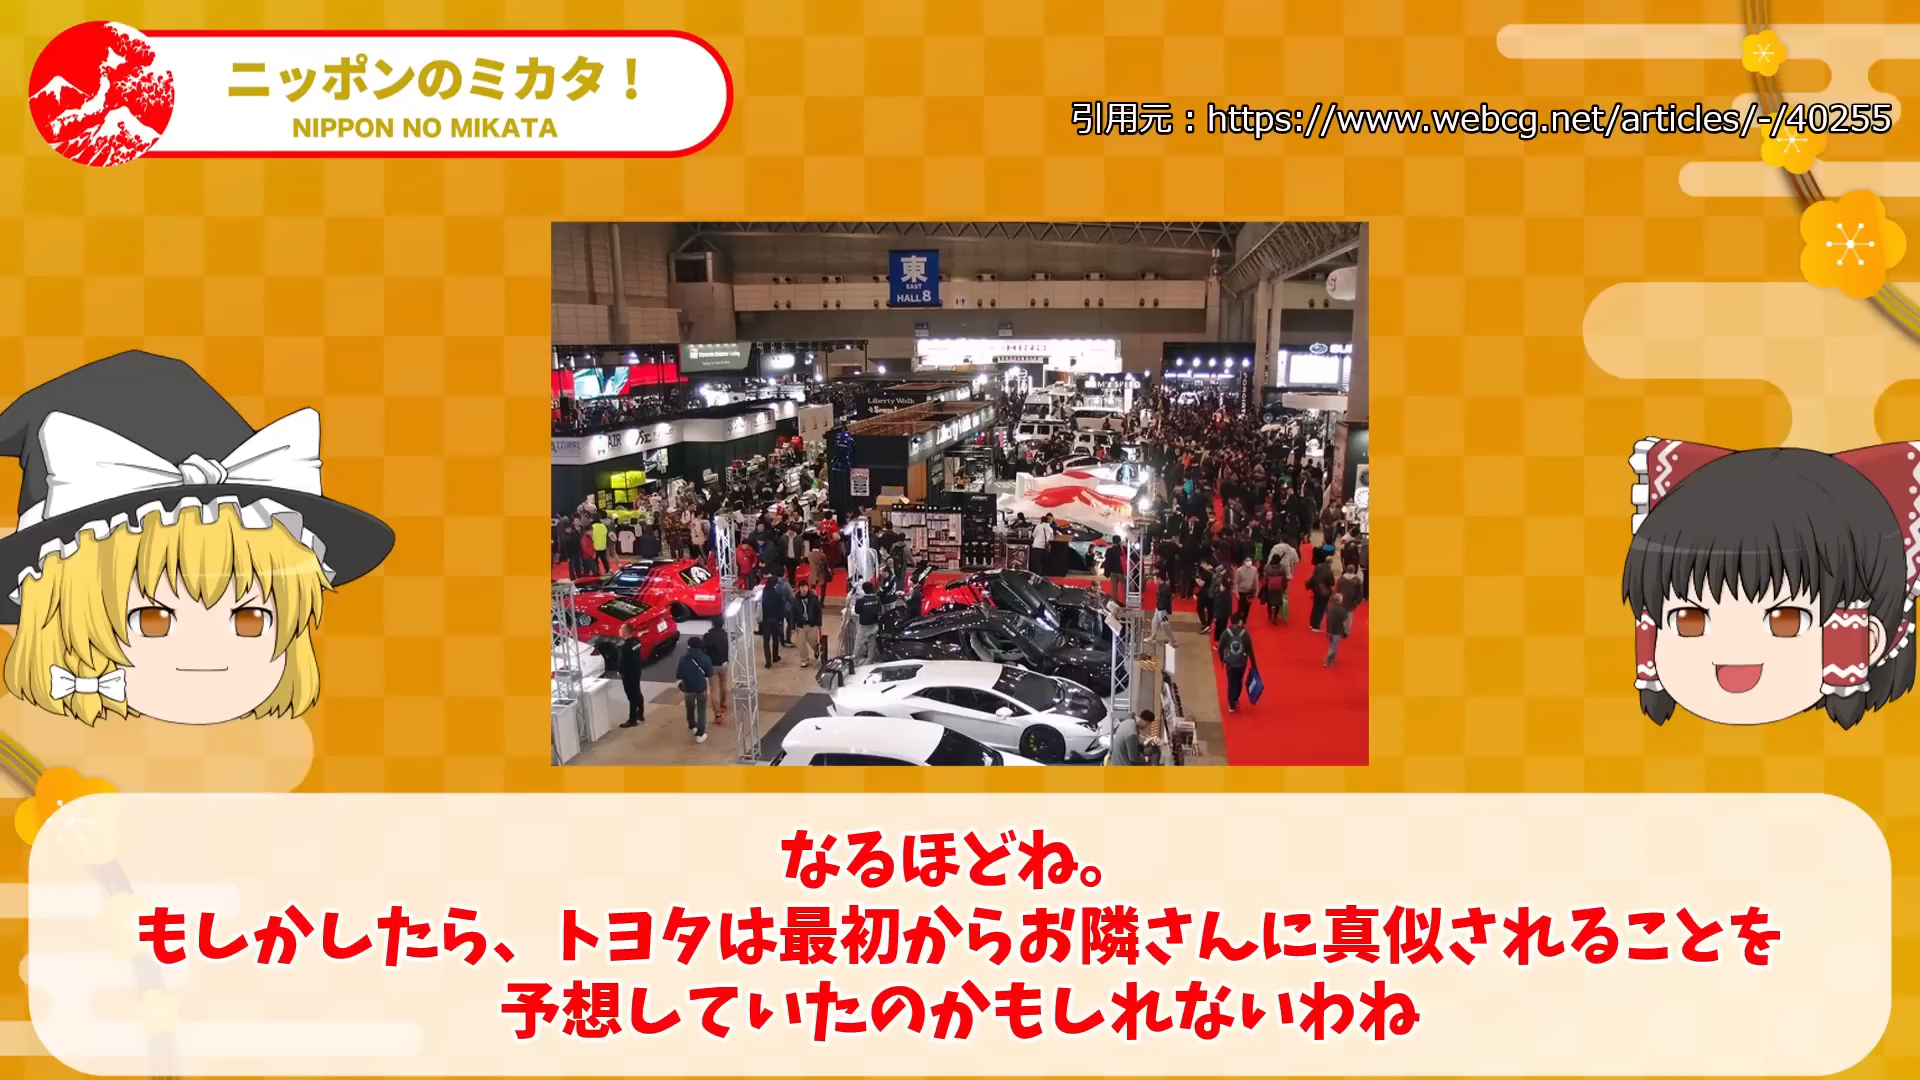 ニッポンのミカタ！
NIPPON NO MIKATA
引用元：https://www.webcg.net/articles/-/40255
東
EAST
HALL 8
Liberty Walk
M'z SPEED
なるほどね。
もしかしたら、トヨタは最初からお隣さんに真似されることを
予想していたのかもしれないわね